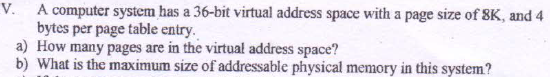 V. A computer system has a 36-bit virtual address space with a page size of 8K, and 4
bytes per page table entry.
a) How many pages are in the virtual address space?
b) What is the maximum size of addressable physical memory in this system?